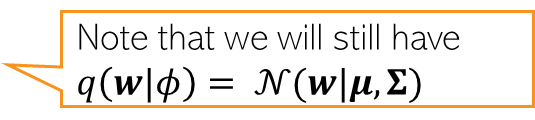 Note that we will still have
q(𝒘|ϕ) = 𝒩(𝒘|𝝁, 𝚺)